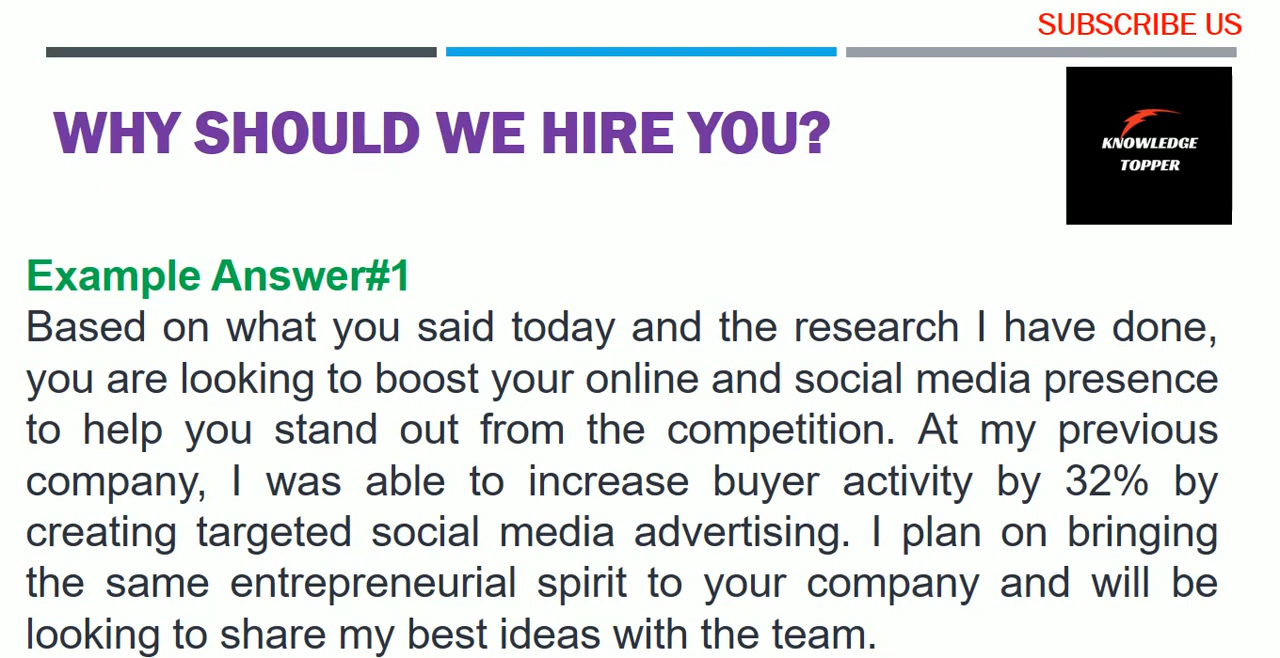 SUBSCRIBE US
WHY SHOULD WE HIRE YOU?
KNOWLEDGE
TOPPER
Example Answer#1
Based on what you said today and the research I have done,
you are looking to boost your online and social media presence
to help you stand out from the competition. At my previous
company, I was able to increase buyer activity by 32% by
creating targeted social media advertising. I plan on bringing
the same entrepreneurial spirit to your company and will be
looking to share my best ideas with the team.